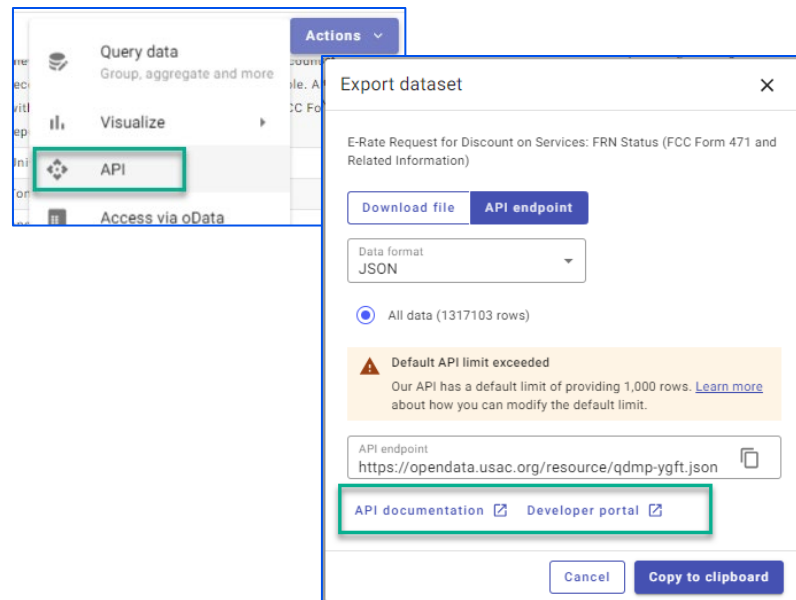 Actions
Query data
Group, aggregate and more
Visualize
API
Access via oData
Export dataset
E-Rate Request for Discount on Services: FRN Status (FCC Form 471 and
Related Information)
Download file
API endpoint
Data format
JSON
All data (1317103 rows)
Default API limit exceeded
Our API has a default limit of providing 1,000 rows. Learn more
about how you can modify the default limit.
API endpoint
https://opendata.usac.org/resource/qdmp-ygft.json
API documentation
Developer portal
Cancel
Copy to clipboard